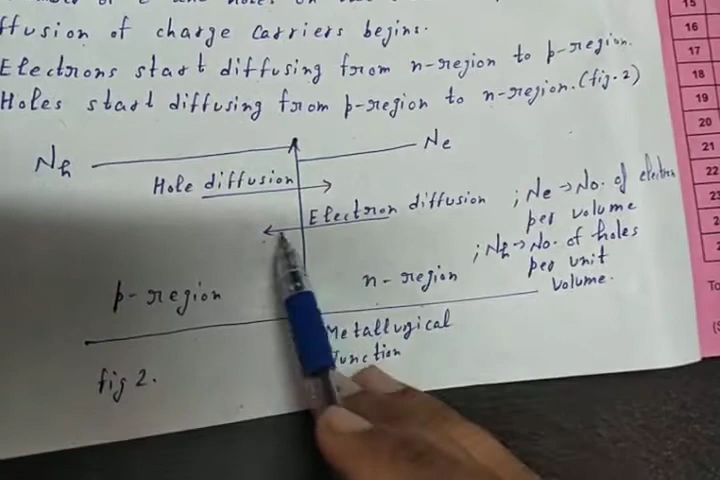 ffusion of charge carriers begins.
Electrons start diffusing from n-region to p-region.
Holes start diffusing from p-region to n-region. (fig. 2)
Nh
Ne
Hole diffusion
Electron diffusion
; Ne → No. of electron
per volume
; Nh → No. of holes
per unit
volume.
p-region
n-region
Metallugical
Junction
fig 2.
15
16
17
18
19
20
21
22